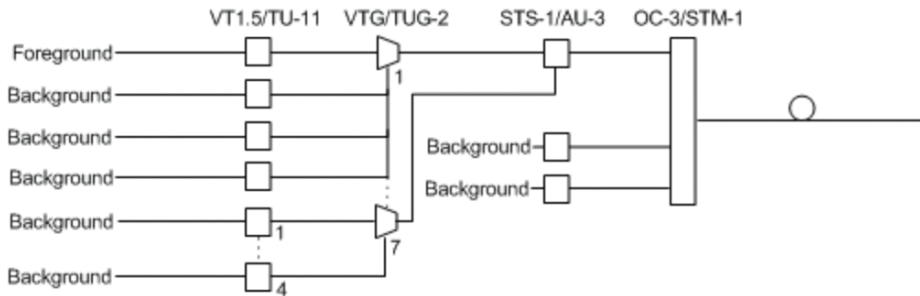 VT1.5/TU-11 VTG/TUG-2 STS-1/AU-3 OC-3/STM-1
Foreground
1
Background
Background
Background
Background
Background
Background
1
7
Background
4